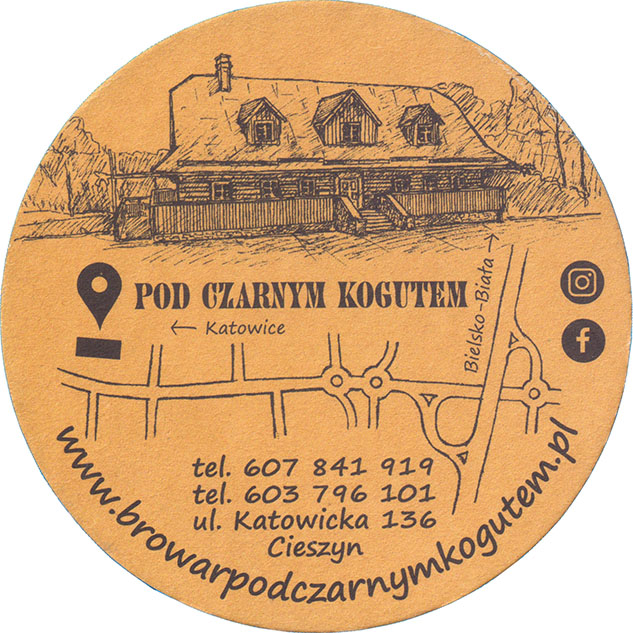 POD CZARNYM KOGUTEM
← Katowice
Bielsko-Biała →
tel. 607 841 919
tel. 603 796 101
ul. Katowicka 136
Cieszyn
www.browarpodczarnymkogutem.pl